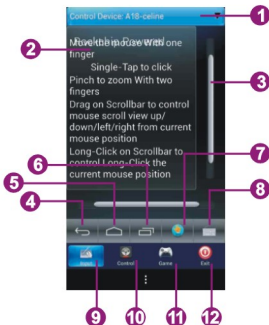 Control Device: A1B-celine
1
Move the mouse With one
finger
2
Single-Tap to click
3
Pinch to zoom With two
fingers
Drag on Scrollbar to control
mouse scroll view up/
down/left/right from current
mouse position
Long-Click on Scrollbar to
control Long-Click the
current mouse position
6
7
5
8
4
Control
Game
Exit
9
10
11
12